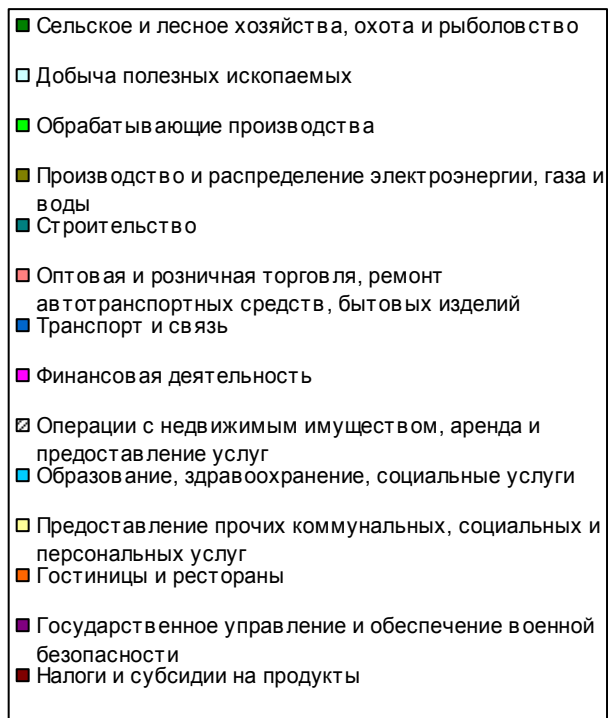 Сельское и лесное хозяйства, охота и рыболовство
Добыча полезных ископаемых
Обрабатывающие производства
Производство и распределение электроэнергии, газа и
воды
Строительство
Оптовая и розничная торговля, ремонт
автотранспортных средств, бытовых изделий
Транспорт и связь
Финансовая деятельность
Операции с недвижимым имуществом, аренда и
предоставление услуг
Образование, здравоохранение, социальные услуги
Предоставление прочих коммунальных, социальных и
персональных услуг
Гостиницы и рестораны
Государственное управление и обеспечение военной
безопасности
Налоги и субсидии на продукты